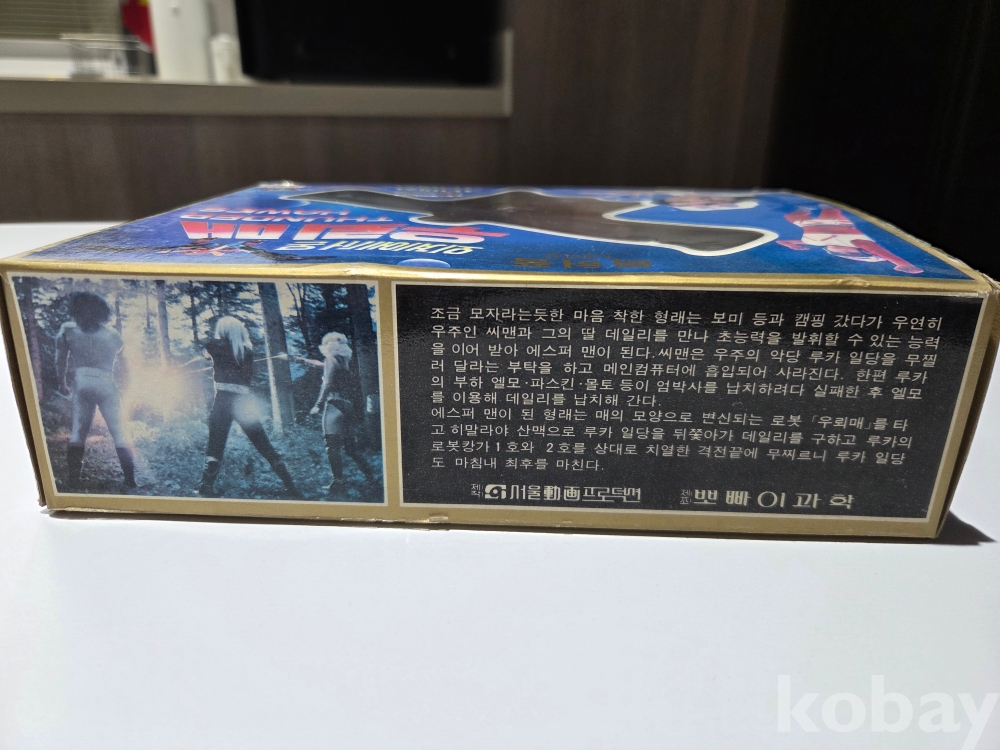 외계에서 온
우뢰매
조금 모자라는듯한 마음 착한 형래는 보미 등과 캠핑 갔다가 우연히
우주인 씨맨과 그의 딸 데일리를 만나 초능력을 발휘할 수 있는 능력
을 이어 받아 에스퍼 맨이 된다. 씨맨은 우주의 악당 루카 일당을 무찔
러 달라는 부탁을 하고 메인컴퓨터에 흡입되어 사라진다. 한편 루카
의 부하 엘모·파스킨·몰토 등이 엄박사를 납치하려다 실패한 후 엘모
를 이용해 데일리를 납치해 간다.
에스퍼 맨이 된 형래는 매의 모양으로 변신되는 로봇 「우뢰매」를 타
고 히말라야 산맥으로 루카 일당을 뒤쫓아가 데일리를 구하고 루카의
로봇캉가 1호와 2호를 상대로 치열한 격전끝에 무찌르니 루카 일당
도 마침내 최후를 마친다.
제작 서울動画프로덕션 제조 뽀빠이과학
kobay